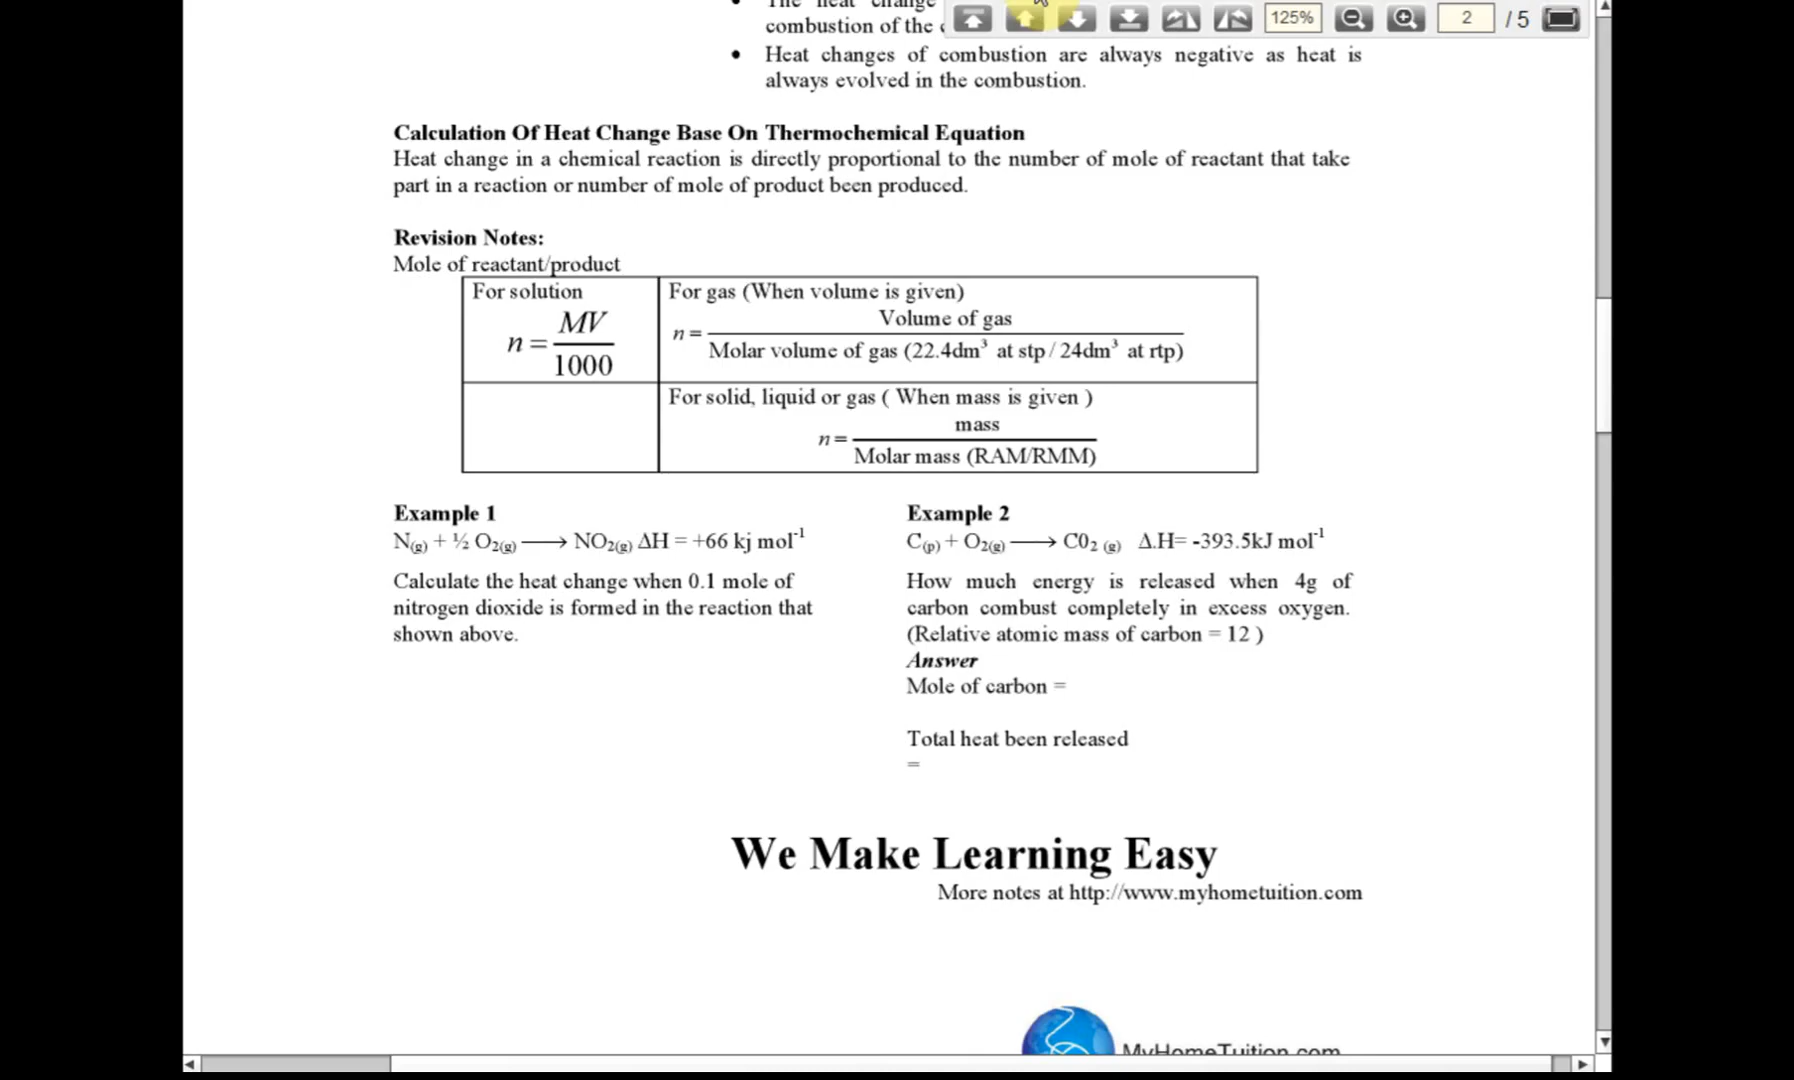 The heat change
combustion of the
125%
2
/ 5
• Heat changes of combustion are always negative as heat is
always evolved in the combustion.
Calculation Of Heat Change Base On Thermochemical Equation
Heat change in a chemical reaction is directly proportional to the number of mole of reactant that take
part in a reaction or number of mole of product been produced.
Revision Notes:
Mole of reactant/product
For solution
n = MV / 1000
For gas (When volume is given)
n = Volume of gas / Molar volume of gas (22.4dm³ at stp / 24dm³ at rtp)
For solid, liquid or gas ( When mass is given )
n = mass / Molar mass (RAM/RMM)
Example 1
N(g) + ½ O2(g) ⟶ NO2(g) ΔH = +66 kj mol⁻¹
Calculate the heat change when 0.1 mole of
nitrogen dioxide is formed in the reaction that
shown above.
Example 2
C(p) + O2(g) ⟶ C02 (g) Δ.H= -393.5kJ mol⁻¹
How much energy is released when 4g of
carbon combust completely in excess oxygen.
(Relative atomic mass of carbon = 12 )
Answer
Mole of carbon =
Total heat been released
=
We Make Learning Easy
More notes at http://www.myhometuition.com
MyHomeTuition.com